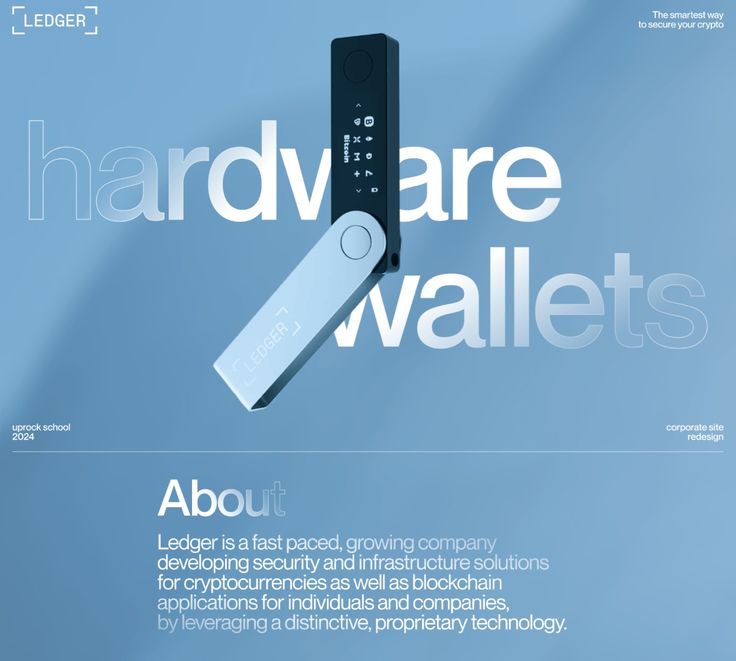 LEDGER
The smartest way
to secure your crypto
hardware
wallets
Bitcoin
LEDGER
uprock school
2024
corporate site
redesign
About
Ledger is a fast paced, growing company
developing security and infrastructure solutions
for cryptocurrencies as well as blockchain
applications for individuals and companies,
by leveraging a distinctive, proprietary technology.